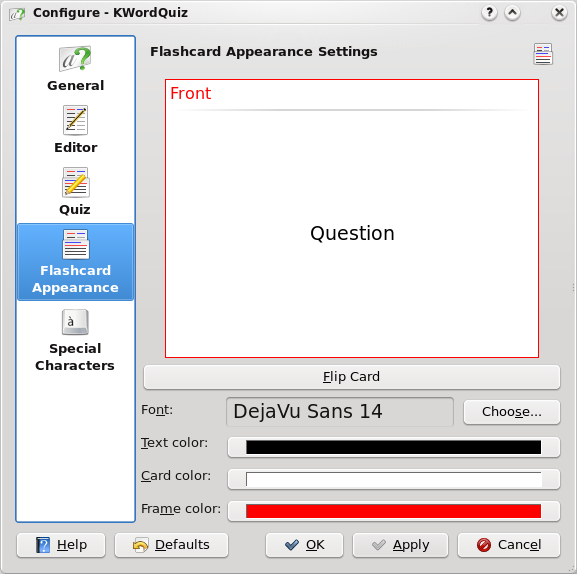 Configure - KWordQuiz
General
Editor
Quiz
Flashcard
Appearance
Special
Characters
Flashcard Appearance Settings
Front
Question
Flip Card
Font:
DejaVu Sans 14
Choose...
Text color:
Card color:
Frame color:
Help
Defaults
OK
Apply
Cancel